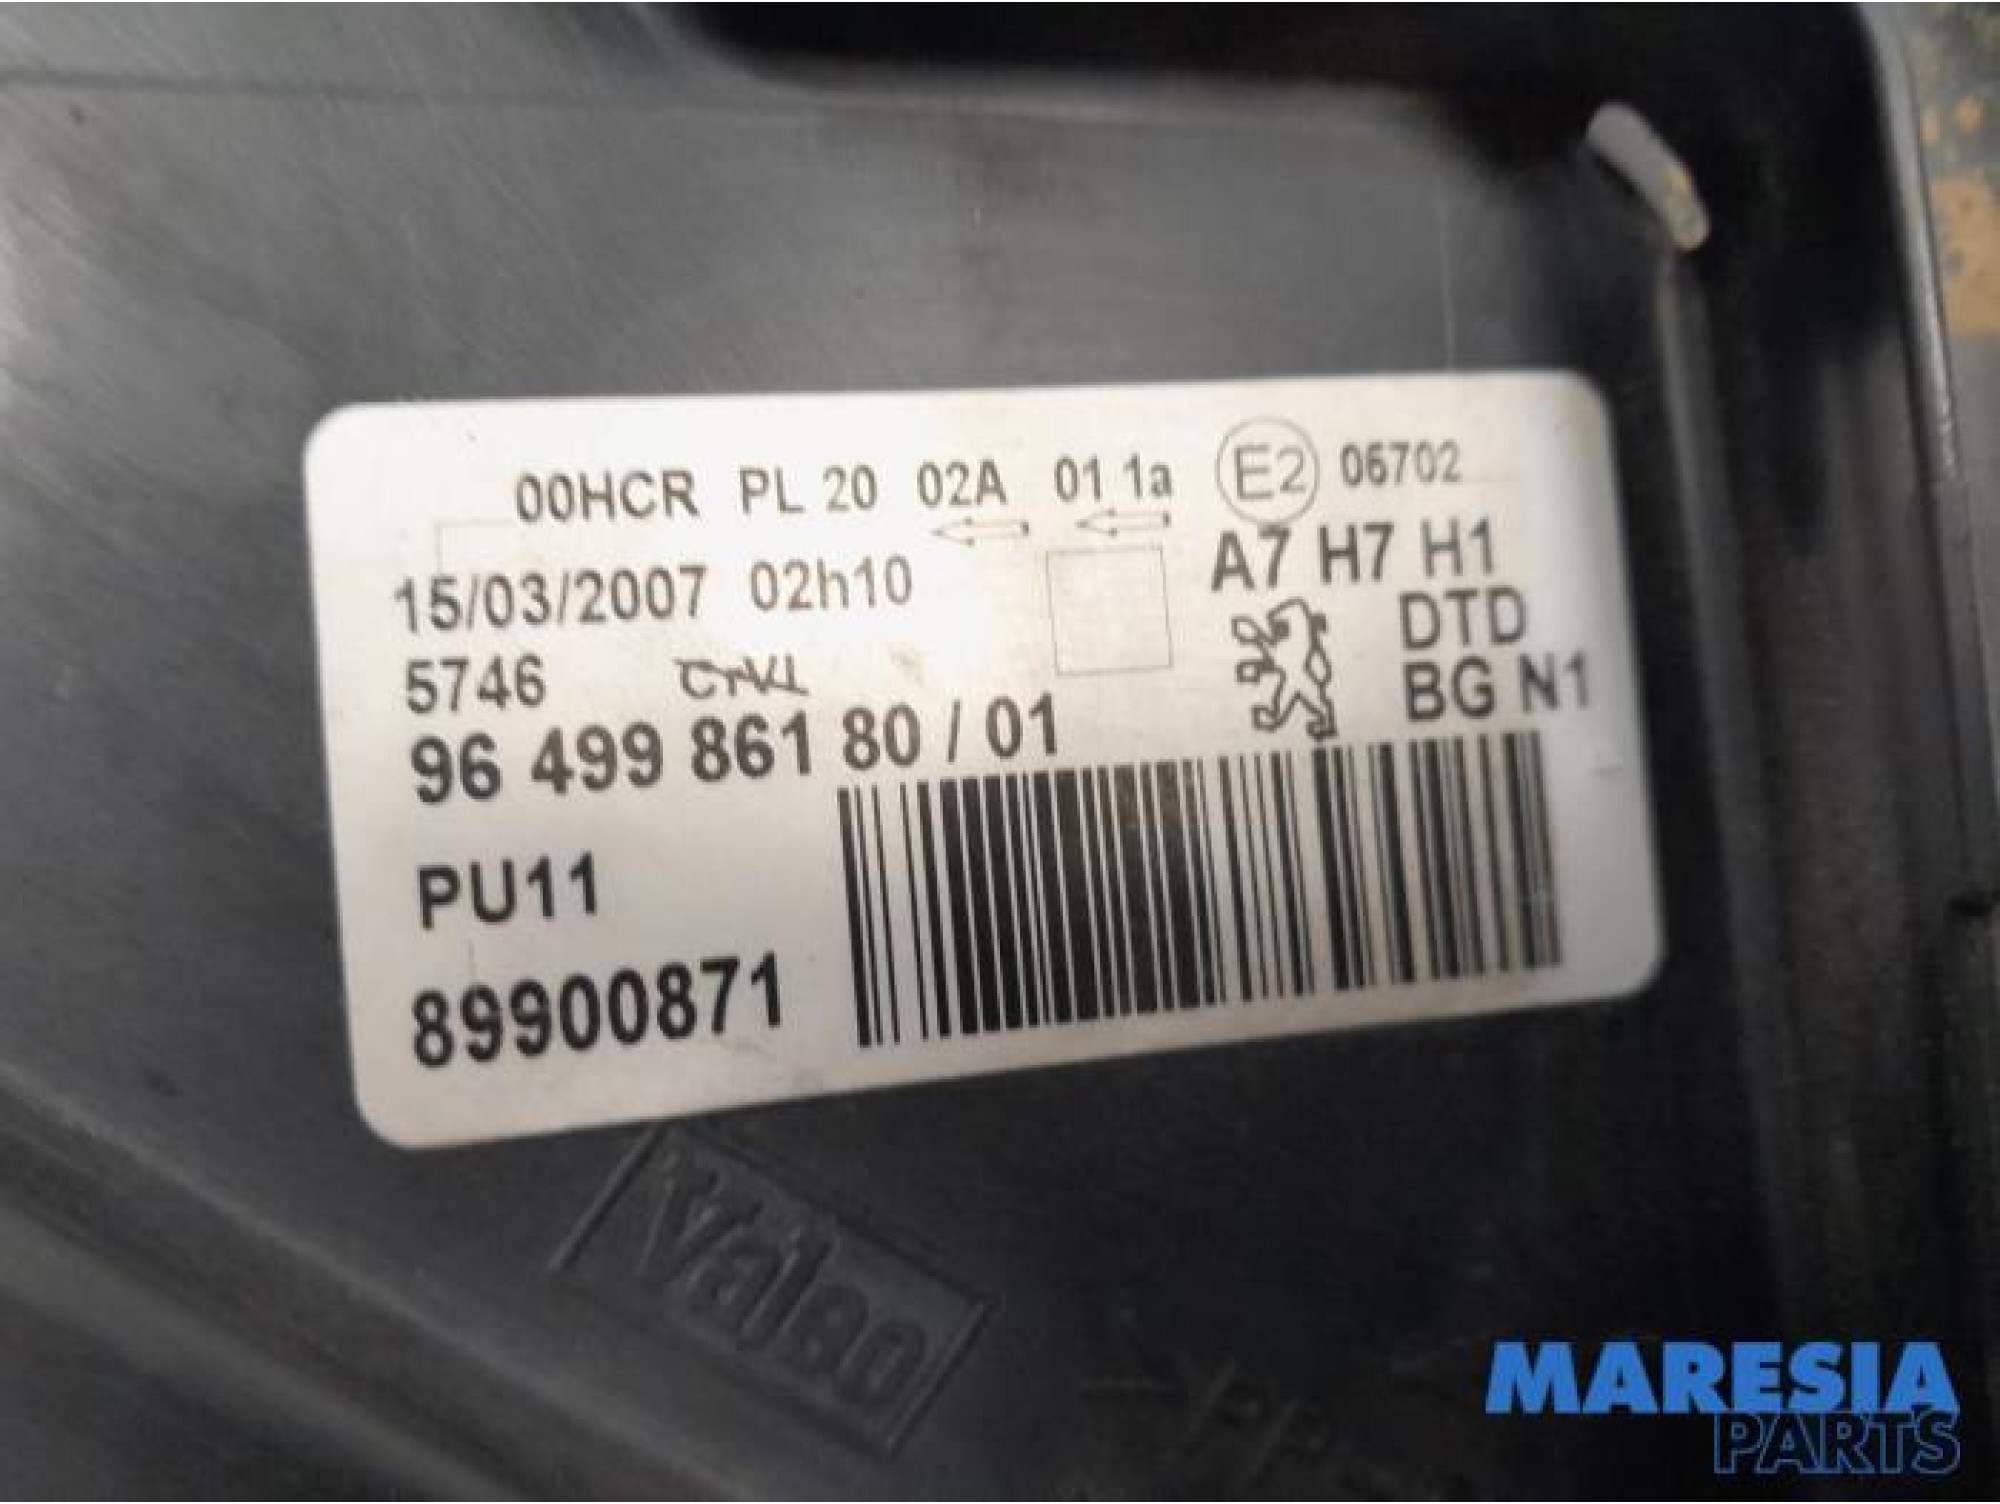 00HCR PL 20 02A 01 1a E2 06702
A7 H7 H1
15/03/2007 02h10
DTD
5746
BG N1
96 499 861 80 / 01
PU11
89900871
Valeo
MARESIA
PARTS